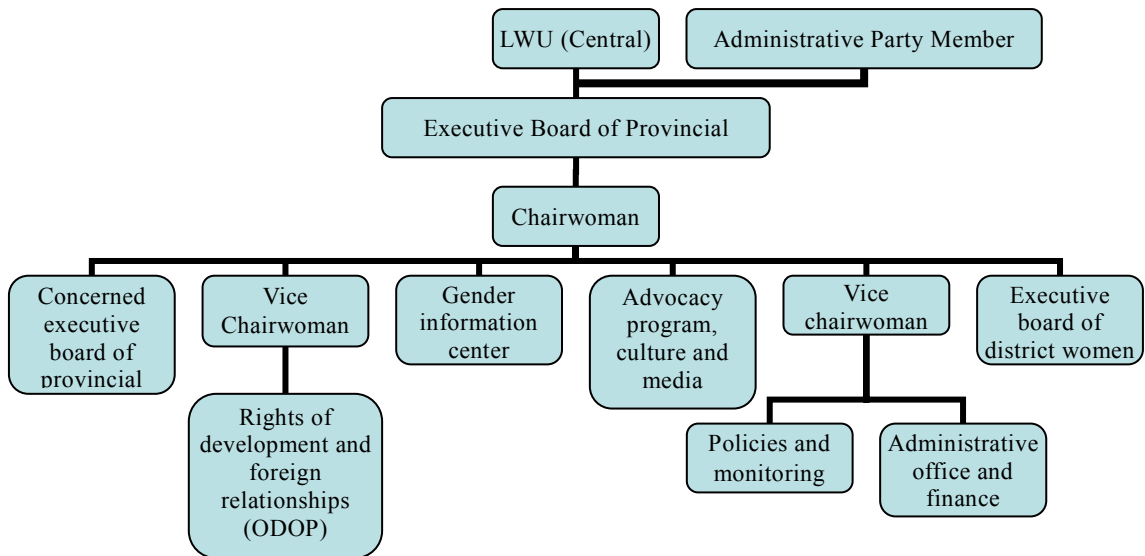 LWU (Central)
Administrative Party Member
Executive Board of Provincial
Chairwoman
Concerned
executive
board of
provincial
Vice
Chairwoman
Gender
information
center
Advocacy
program,
culture and
media
Vice
chairwoman
Executive
board of
district women
Rights of
development and
foreign
relationships
(ODOP)
Policies and
monitoring
Administrative
office and
finance